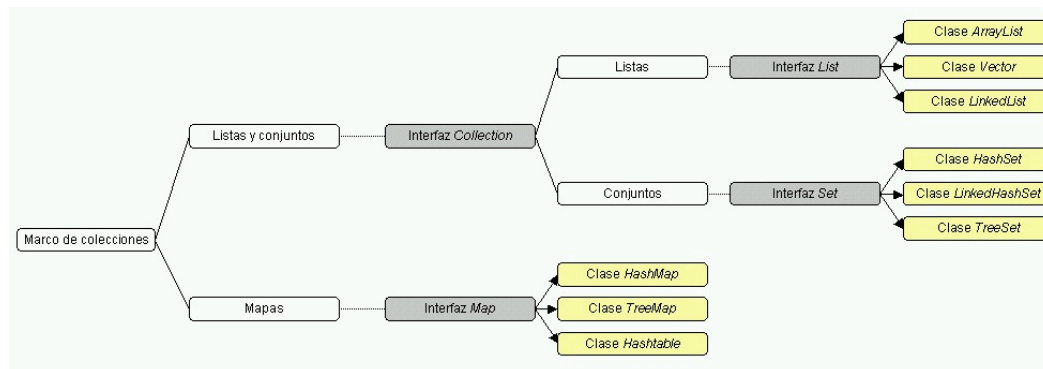 Clase ArrayList
Listas
Interfaz List
Clase Vector
Clase LinkedList
Listas y conjuntos
Interfaz Collection
Clase HashSet
Conjuntos
Interfaz Set
Clase LinkedHashSet
Clase TreeSet
Marco de colecciones
Clase HashMap
Mapas
Interfaz Map
Clase TreeMap
Clase Hashtable